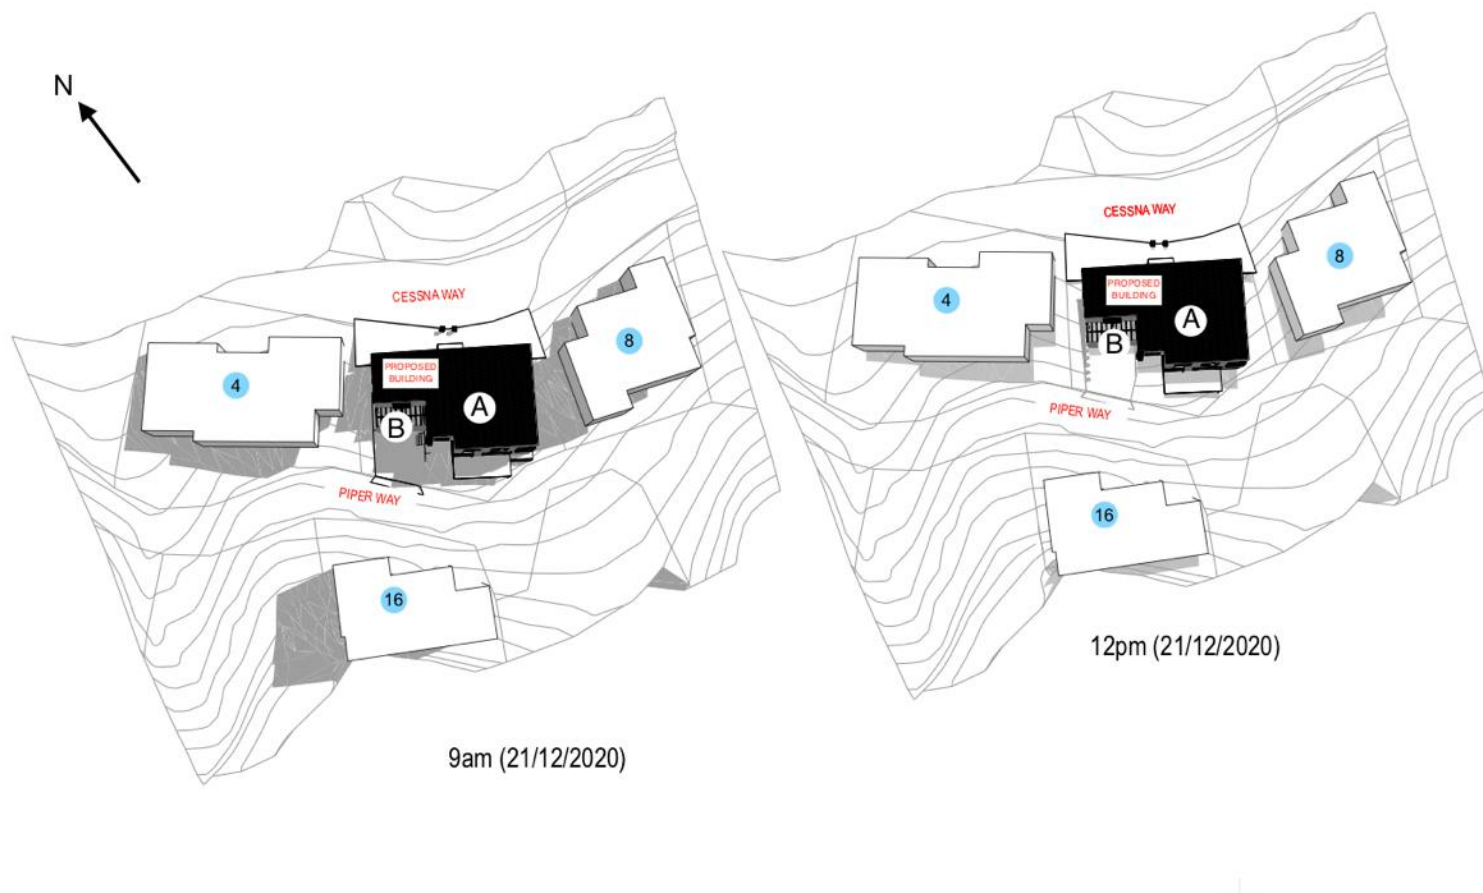 N
CESSNA WAY
PROPOSED
BUILDING
4
8
A
B
PIPER WAY
16
9am (21/12/2020)
CESSNA WAY
PROPOSED
BUILDING
4
8
A
B
PIPER WAY
16
12pm (21/12/2020)